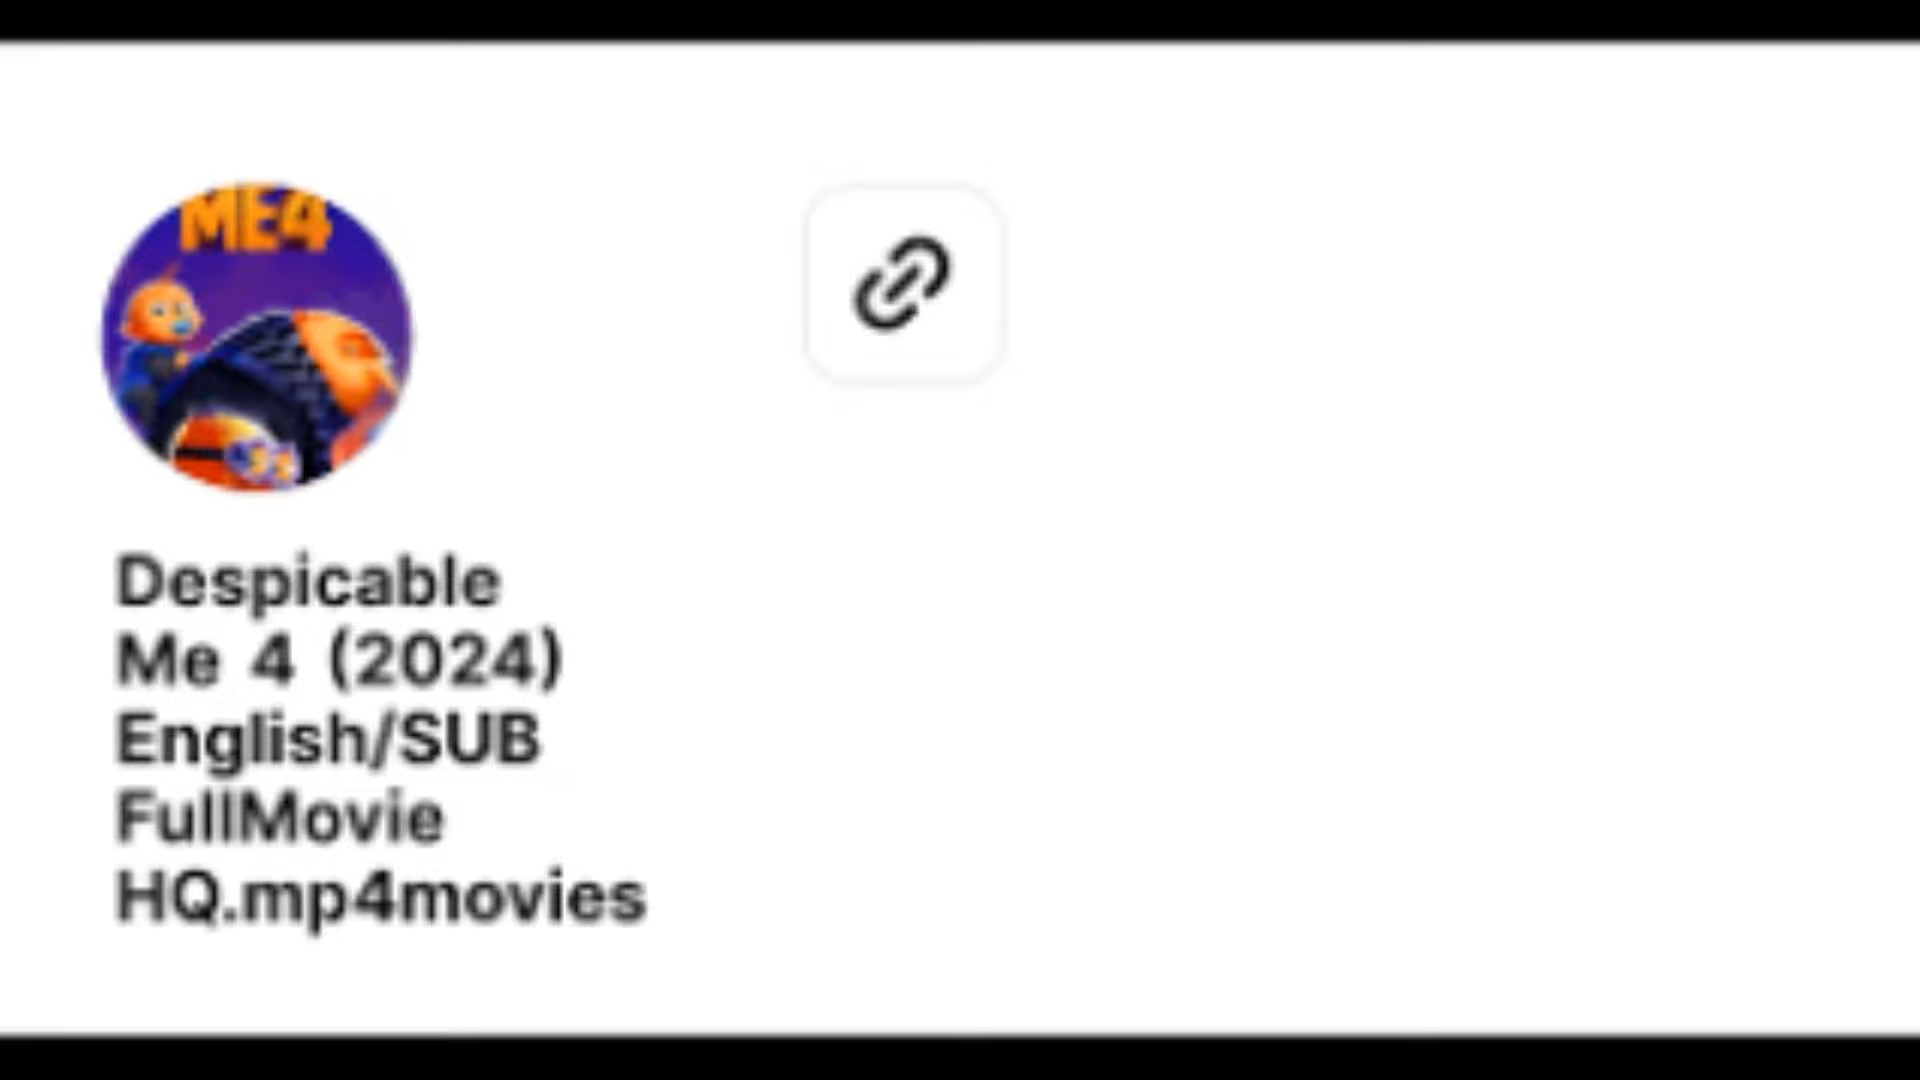 ME4
Despicable
Me 4 (2024)
English/SUB
FullMovie
HQ.mp4movies